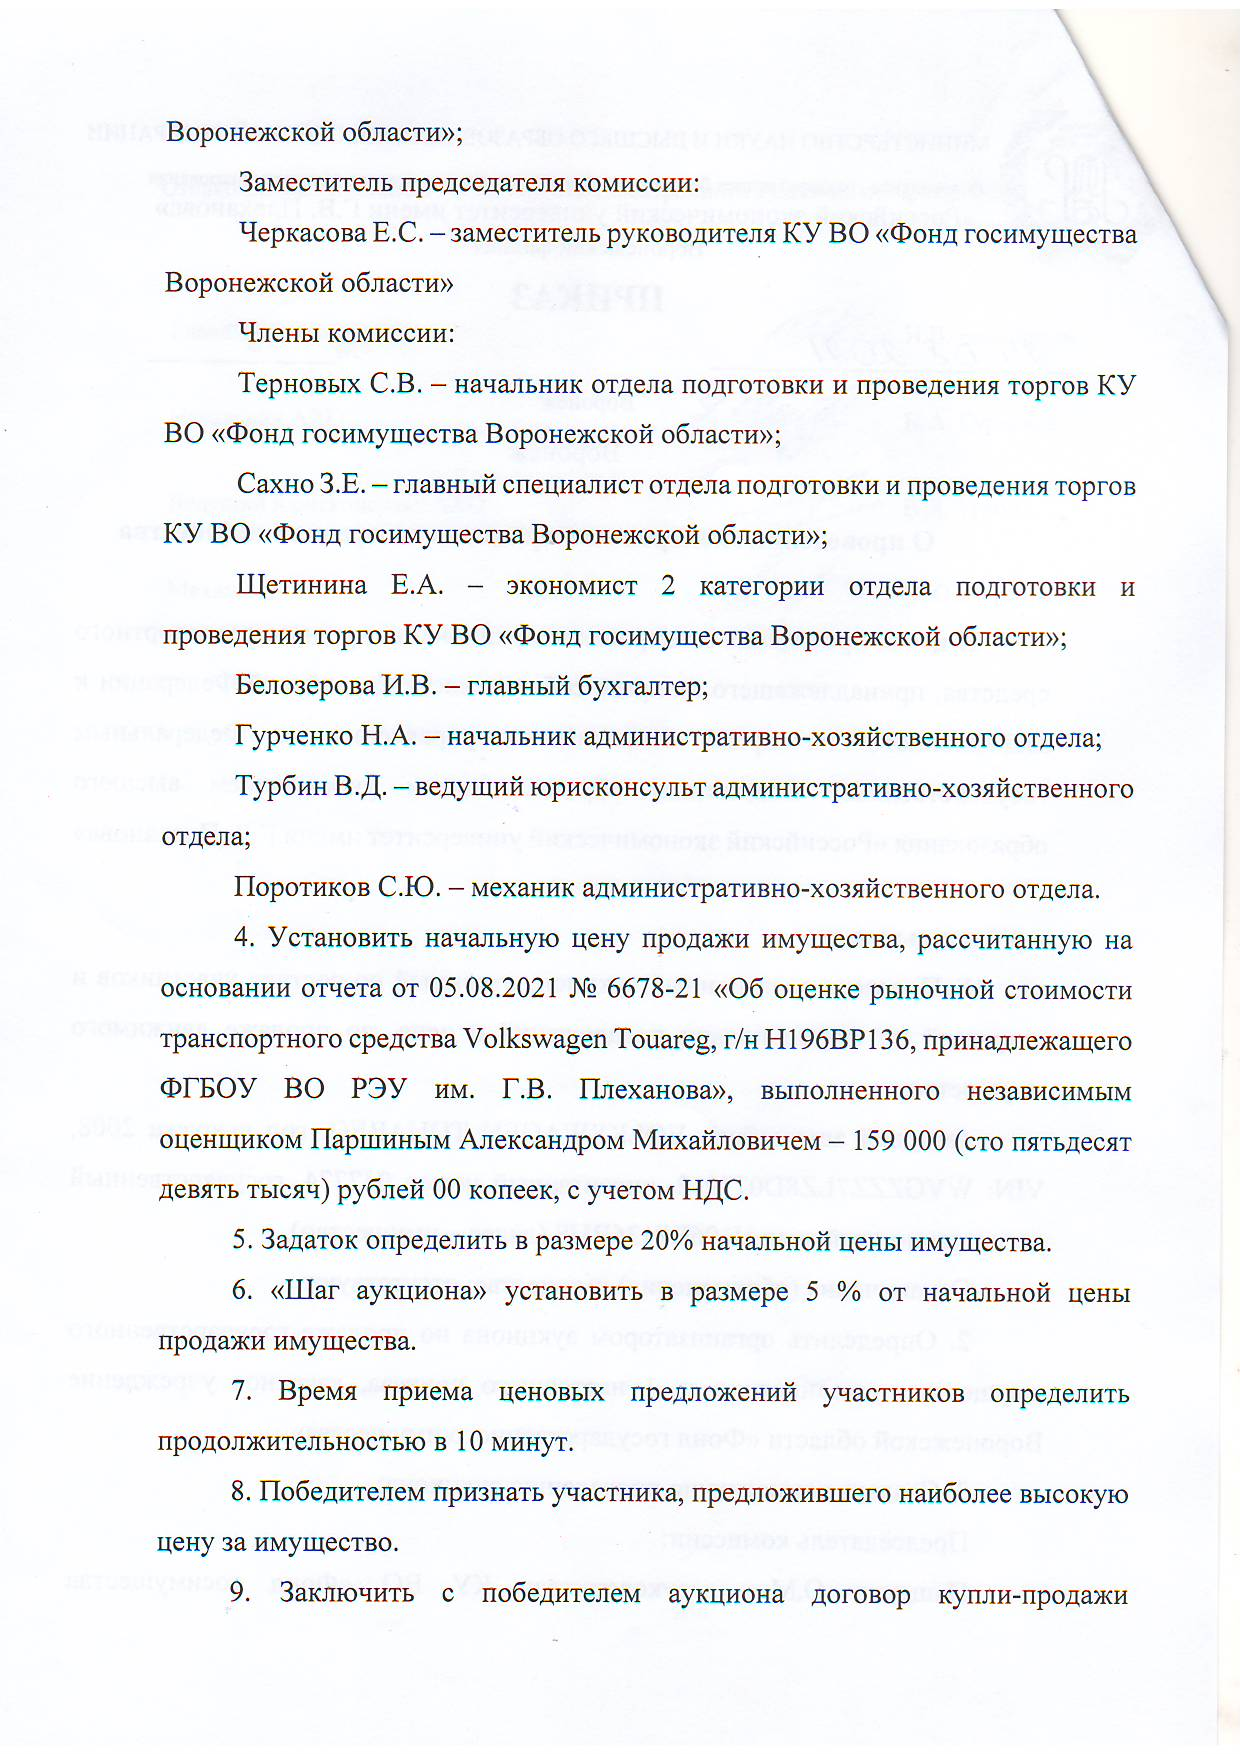 Воронежской области»;
Заместитель председателя комиссии:
Черкасова Е.С. – заместитель руководителя КУ ВО «Фонд госимущества
Воронежской области»
Члены комиссии:
Терновых С.В. – начальник отдела подготовки и проведения торгов КУ
ВО «Фонд госимущества Воронежской области»;
Сахно З.Е. – главный специалист отдела подготовки и проведения торгов
КУ ВО «Фонд госимущества Воронежской области»;
Щетинина Е.А. – экономист 2 категории отдела подготовки и
проведения торгов КУ ВО «Фонд госимущества Воронежской области»;
Белозерова И.В. – главный бухгалтер;
Гурченко Н.А. – начальник административно-хозяйственного отдела;
Турбин В.Д. – ведущий юрисконсульт административно-хозяйственного
отдела;
Поротиков С.Ю. – механик административно-хозяйственного отдела.
4. Установить начальную цену продажи имущества, рассчитанную на
основании отчета от 05.08.2021 № 6678-21 «Об оценке рыночной стоимости
транспортного средства Volkswagen Touareg, г/н Н196ВР136, принадлежащего
ФГБОУ ВО РЭУ им. Г.В. Плеханова», выполненного независимым
оценщиком Паршиным Александром Михайловичем – 159 000 (сто пятьдесят
девять тысяч) рублей 00 копеек, с учетом НДС.
5. Задаток определить в размере 20% начальной цены имущества.
6. «Шаг аукциона» установить в размере 5 % от начальной цены
продажи имущества.
7. Время приема ценовых предложений участников определить
продолжительностью в 10 минут.
8. Победителем признать участника, предложившего наиболее высокую
цену за имущество.
9. Заключить с победителем аукциона договор купли-продажи